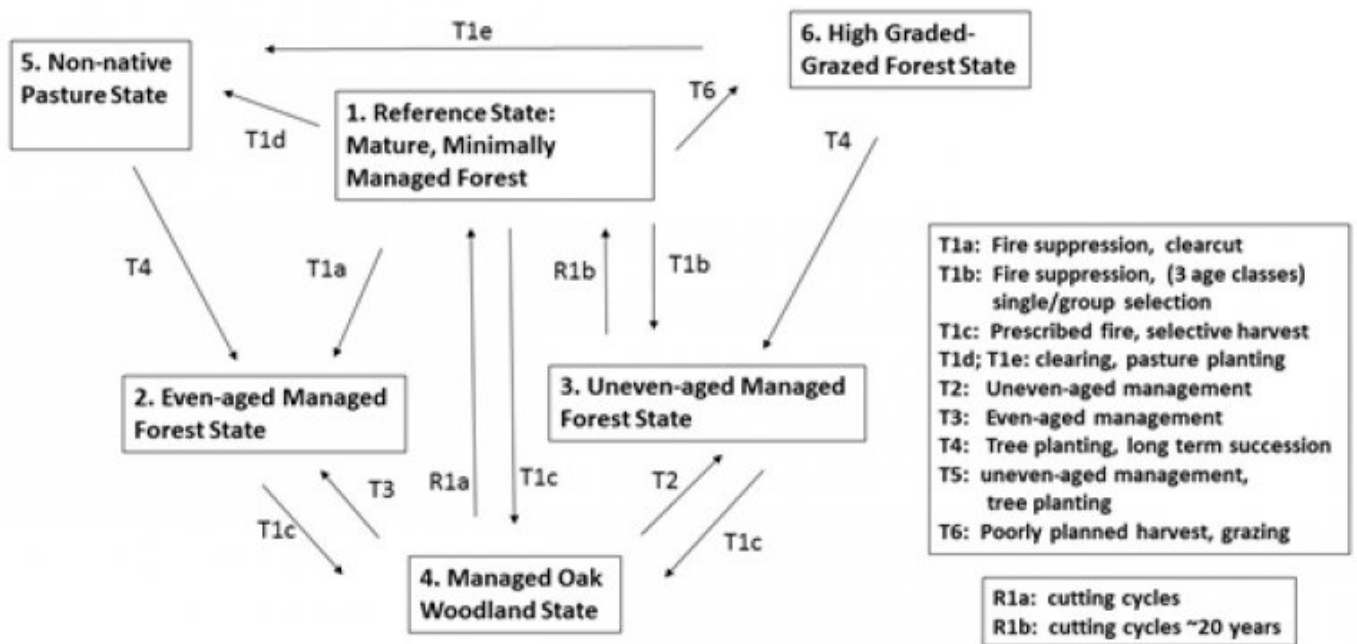 T1e
6. High Graded-
Grazed Forest State
5. Non-native
Pasture State
T6
1. Reference State:
Mature, Minimally
Managed Forest
T1d
T4
T4
T1a
R1b
T1b
T1a: Fire suppression, clearcut
T1b: Fire suppression, (3 age classes)
single/group selection
T1c: Prescribed fire, selective harvest
T1d; T1e: clearing, pasture planting
T2: Uneven-aged management
T3: Even-aged management
T4: Tree planting, long term succession
T5: uneven-aged management,
tree planting
T6: Poorly planned harvest, grazing
2. Even-aged Managed
Forest State
3. Uneven-aged Managed
Forest State
T3
R1a
T1c
T2
T1c
T1c
4. Managed Oak
Woodland State
R1a: cutting cycles
R1b: cutting cycles ~20 years